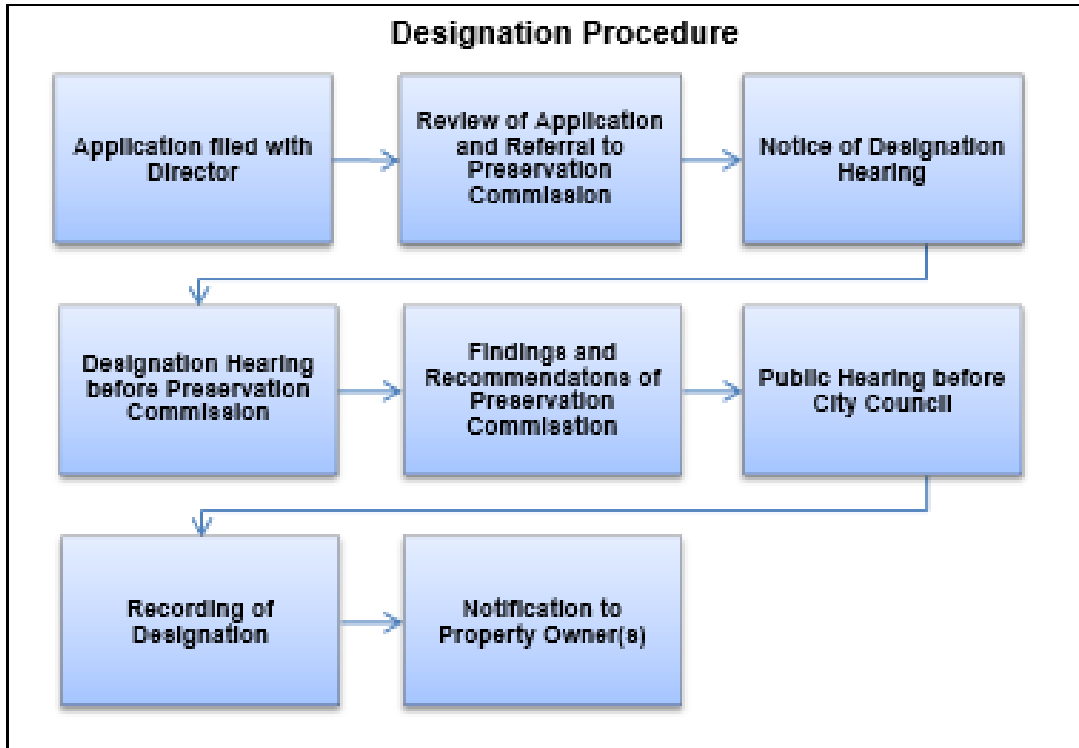 Designation Procedure
Application filed with
Director
Review of Application
and Referral to
Preservation
Commission
Notice of Designation
Hearing
Designation Hearing
before Preservation
Commission
Findings and
Recommendatons of
Preservation
Commisstion
Public Hearing before
City Council
Recording of
Designation
Notification to
Property Owner(s)